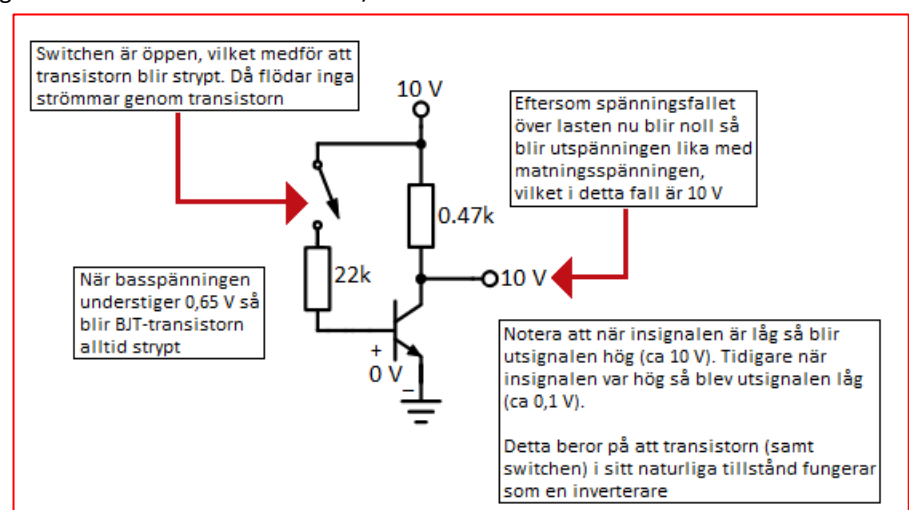 Switchen är öppen, vilket medför att
transistorn blir strypt. Då flödar inga
strömmar genom transistorn
10 V
Eftersom spänningsfallet
över lasten nu blir noll så
blir utspänningen lika med
matningsspänningen,
vilket i detta fall är 10 V
0.47k
22k
10 V
När basspänningen
understiger 0,65 V så
blir BJT-transistorn
alltid strypt
+
0 V
–
Notera att när insignalen är låg så blir
utsignalen hög (ca 10 V). Tidigare när
insignalen var hög så blev utsignalen låg
(ca 0,1 V).
Detta beror på att transistorn (samt
switchen) i sitt naturliga tillstånd fungerar
som en inverterare